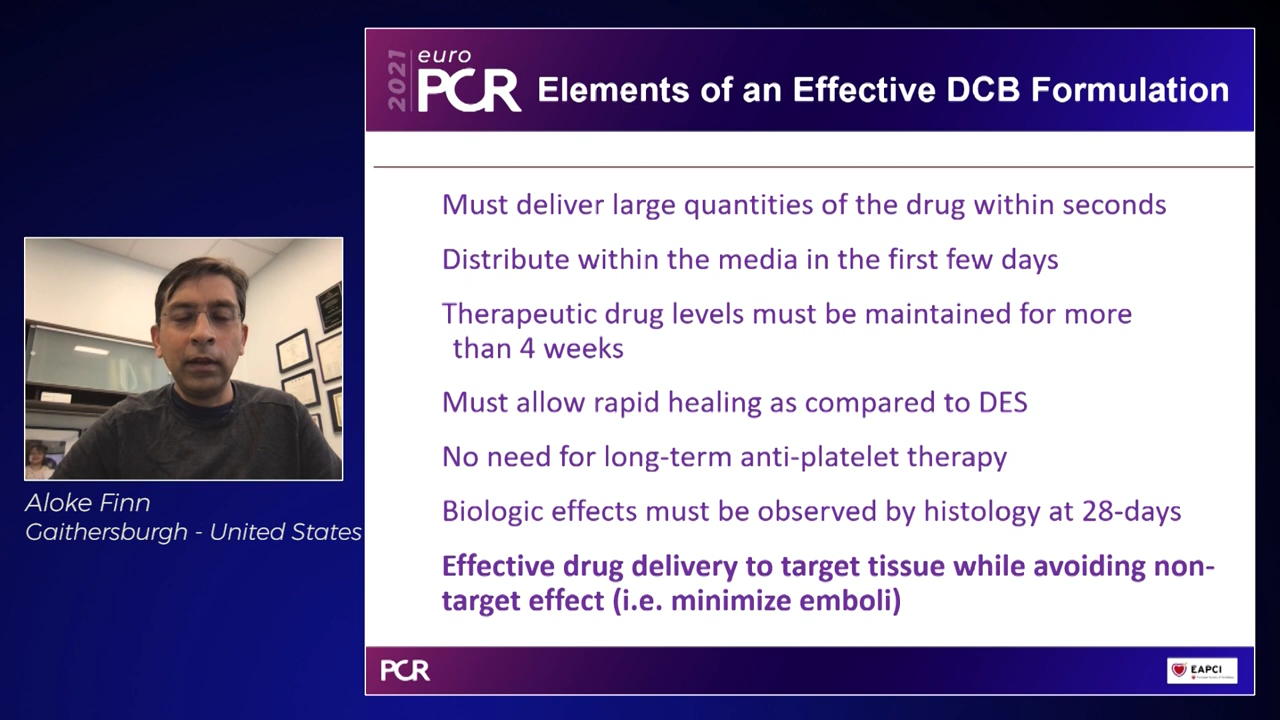 2021
euro
PCR
Elements of an Effective DCB Formulation
Must deliver large quantities of the drug within seconds
Distribute within the media in the first few days
Therapeutic drug levels must be maintained for more
than 4 weeks
Must allow rapid healing as compared to DES
No need for long-term anti-platelet therapy
Biologic effects must be observed by histology at 28-days
Effective drug delivery to target tissue while avoiding non-
target effect (i.e. minimize emboli)
Aloke Finn
Gaithersburgh - United States
PCR
EAPCI